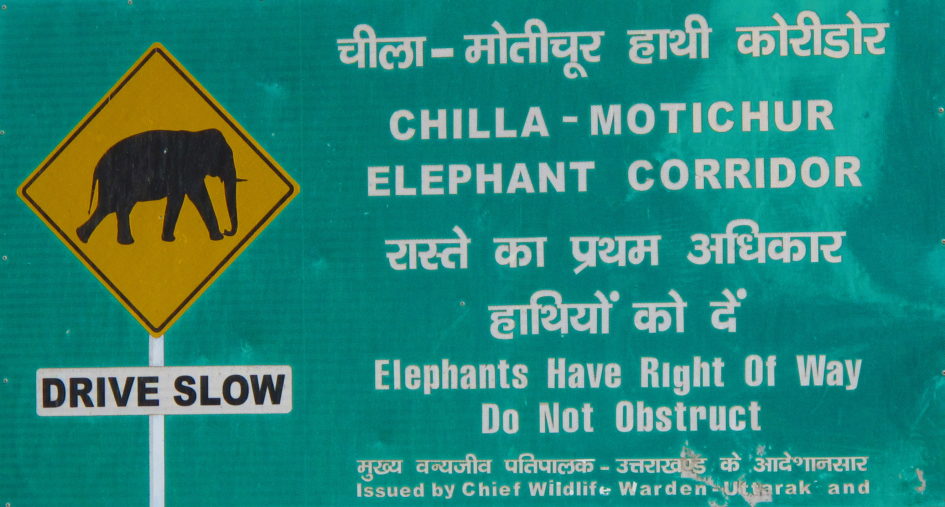 चीला - मोतीचूर हाथी कोरीडोर
CHILLA - MOTICHUR
ELEPHANT CORRIDOR
रास्ते का प्रथम अधिकार
हाथियों को दें
Elephants Have Right Of Way
Do Not Obstruct
DRIVE SLOW
मुख्य वन्यजीव पतिपालक - उत्तराखण्ड के आदेशानसार
Issued by Chief Wildlife Warden - Uttarak and